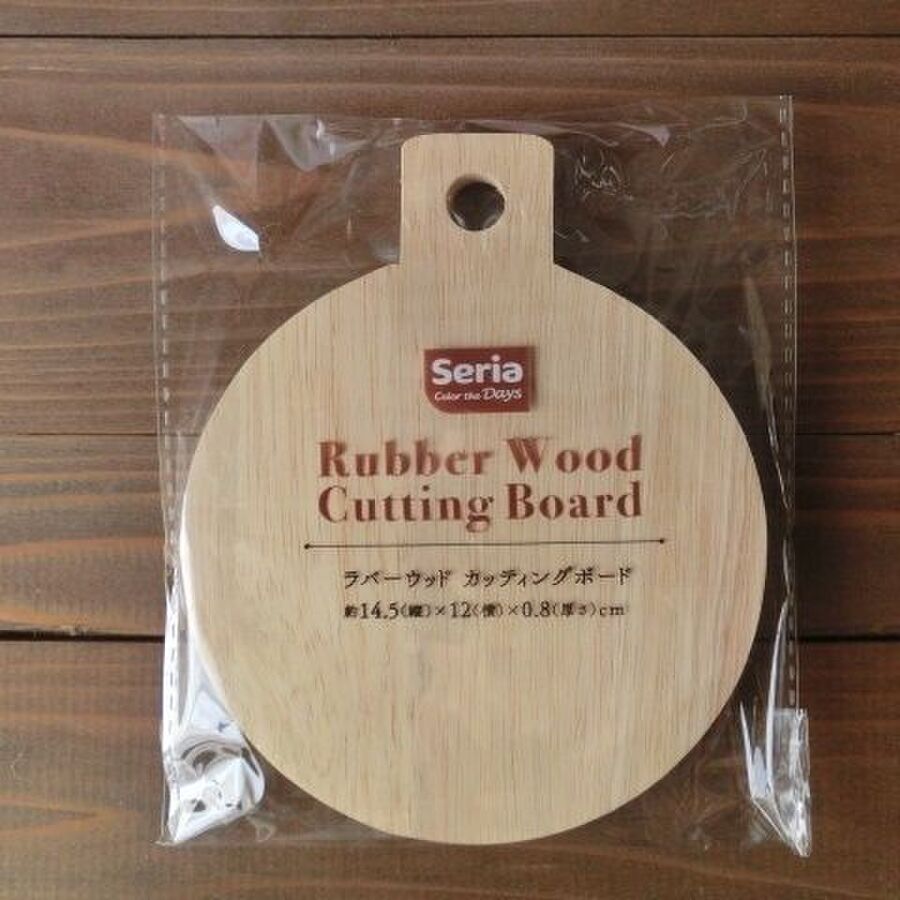 Seria
Color the Days
Rubber Wood
Cutting Board
ラバーウッド カッティングボード
約14.5(縦)×12(横)×0.8(厚さ)cm